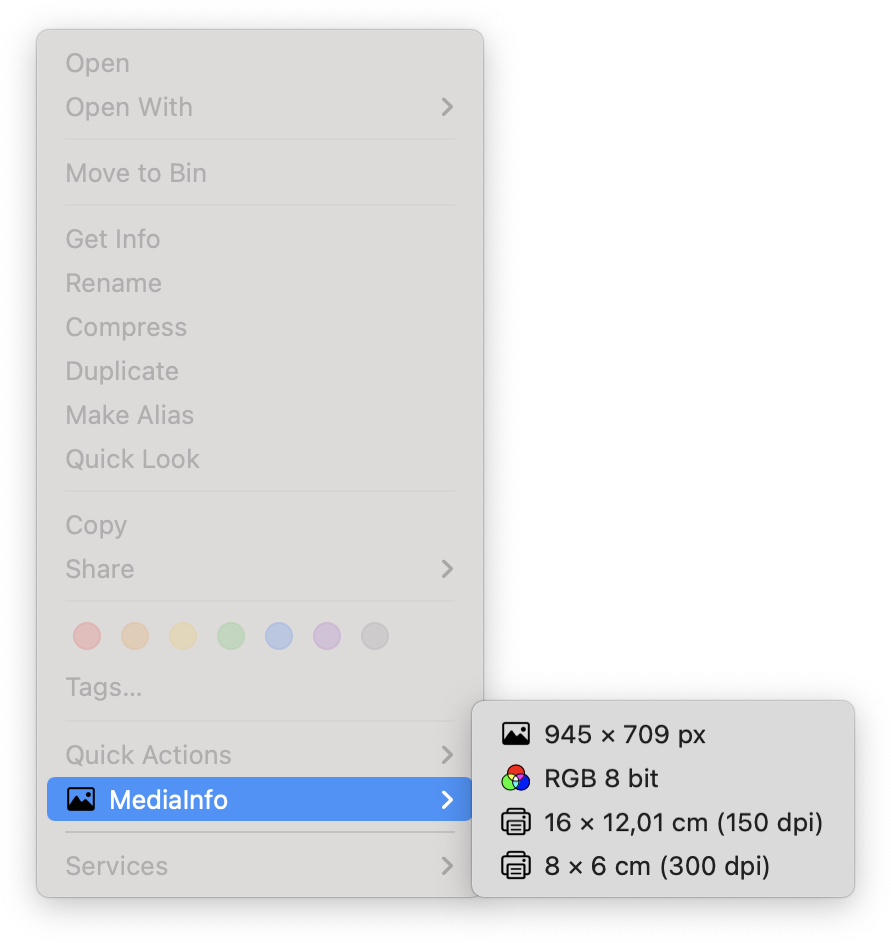 Open
Open With
Move to Bin
Get Info
Rename
Compress
Duplicate
Make Alias
Quick Look
Copy
Share
Tags...
Quick Actions
MediaInfo
Services
945 × 709 px
RGB 8 bit
16 × 12,01 cm (150 dpi)
8 × 6 cm (300 dpi)